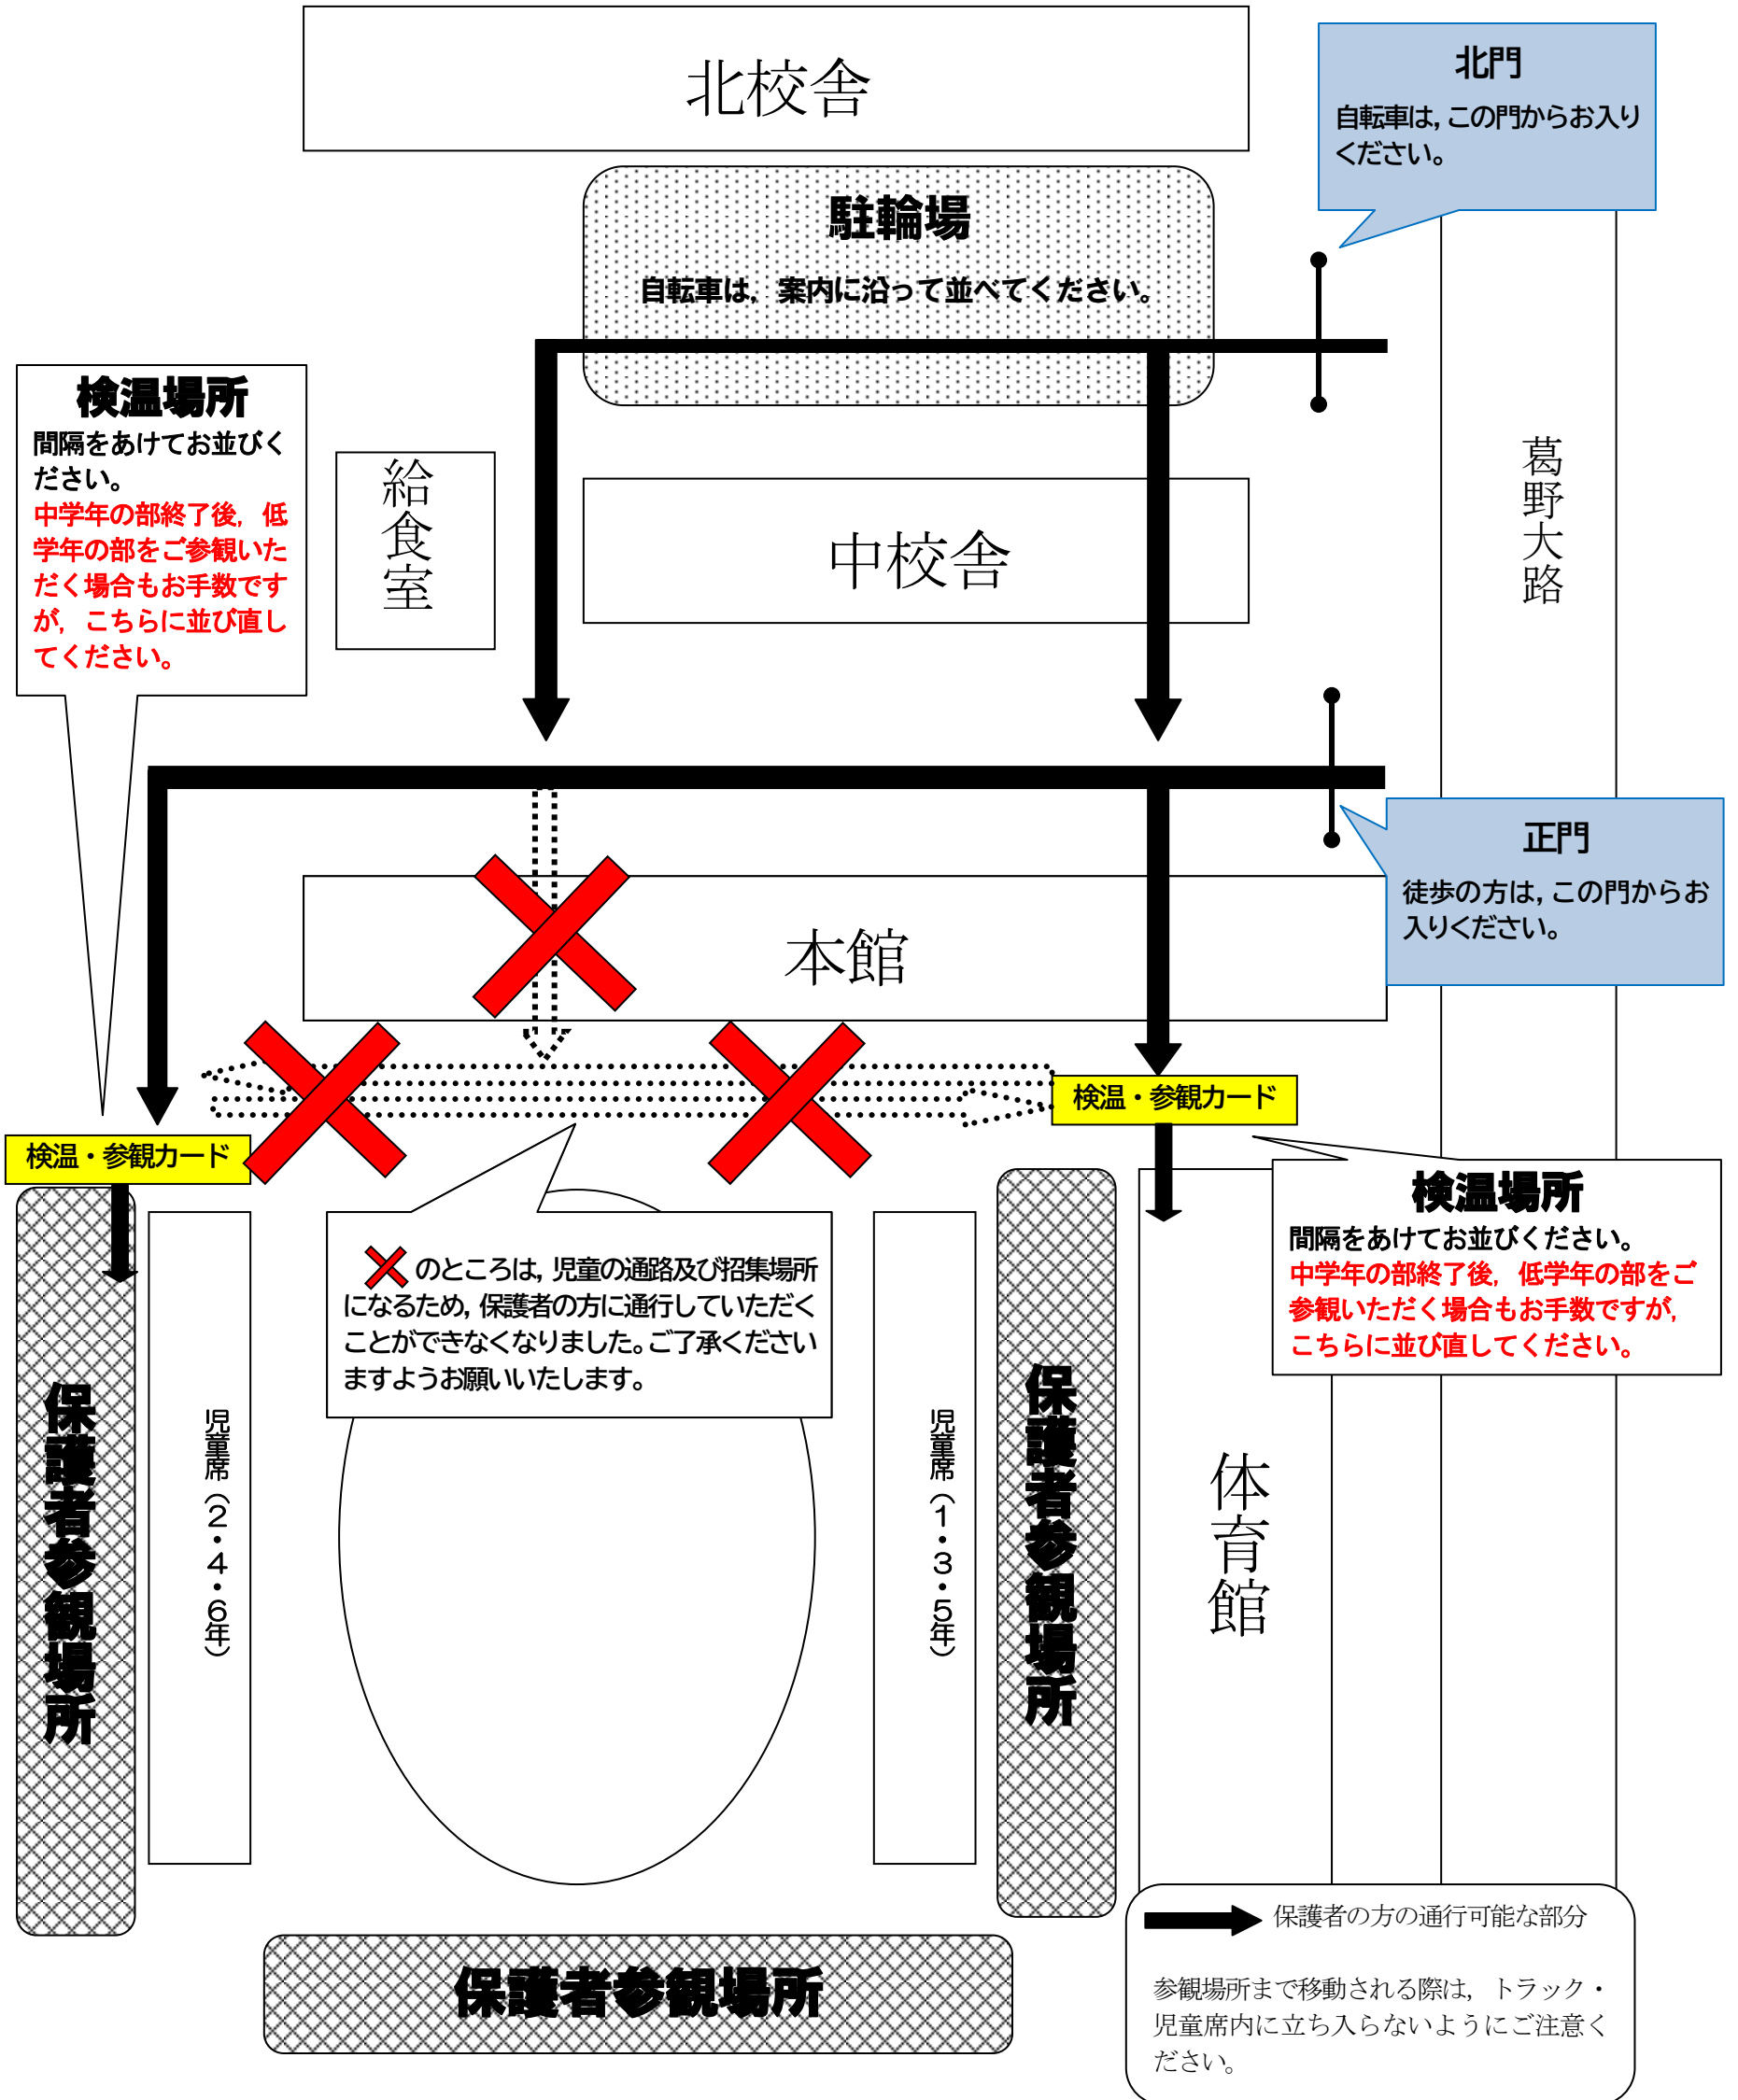 北校舎
北門
自転車は，この門からお入り
ください。
駐輪場
自転車は，案内に沿って並べてください。
検温場所
間隔をあけてお並びく
ださい。
中学年の部終了後，低
学年の部をご参観いた
だく場合もお手数です
が，こちらに並び直し
てください。
給食室
中校舎
葛野大路
正門
徒歩の方は，この門からお
入りください。
本館
検温・参観カード
検温・参観カード
検温場所
間隔をあけてお並びください。
中学年の部終了後，低学年の部をご
参観いただく場合もお手数ですが，
こちらに並び直してください。
のところは，児童の通路及び招集場所
になるため，保護者の方に通行していただく
ことができなくなりました。ご了承ください
ますようお願いいたします。
保護者参観場所
児童席（２・４・６年）
児童席（１・３・５年）
保護者参観場所
体育館
保護者参観場所
保護者の方の通行可能な部分
参観場所まで移動される際は，トラック・
児童席内に立ち入らないようにご注意く
ださい。